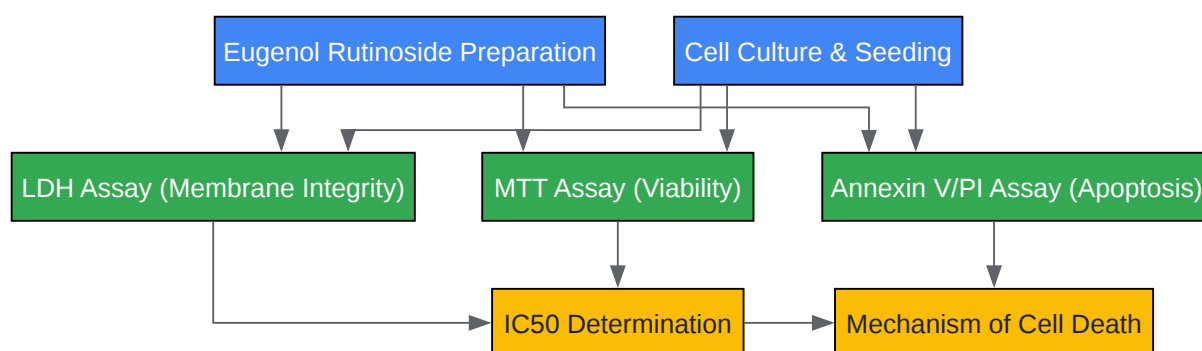 Eugenol Rutinoside Preparation
Cell Culture & Seeding
LDH Assay (Membrane Integrity)
MTT Assay (Viability)
Annexin V/PI Assay (Apoptosis)
IC50 Determination
Mechanism of Cell Death